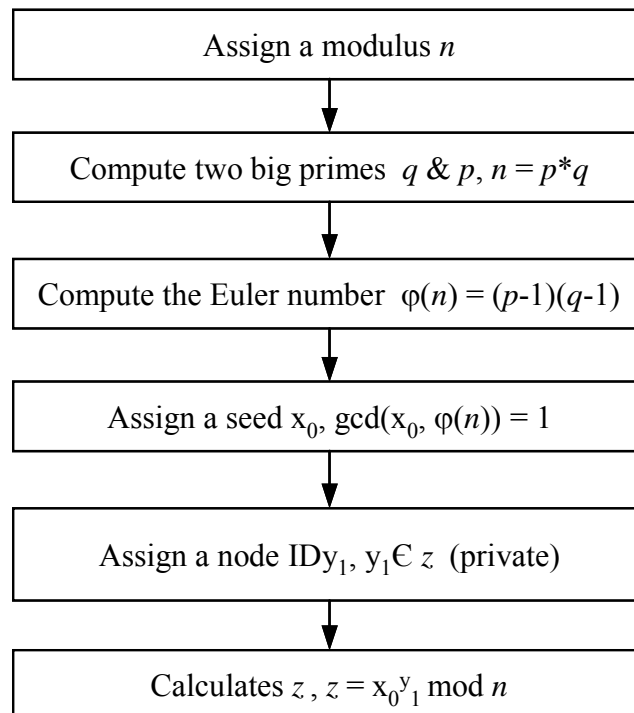 Assign a modulus n
Compute two big primes q & p, n = p*q
Compute the Euler number φ(n) = (p-1)(q-1)
Assign a seed x₀, gcd(x₀, φ(n)) = 1
Assign a node IDy₁, y₁Є z (private)
Calculates z , z = x₀ʸ₁ mod n